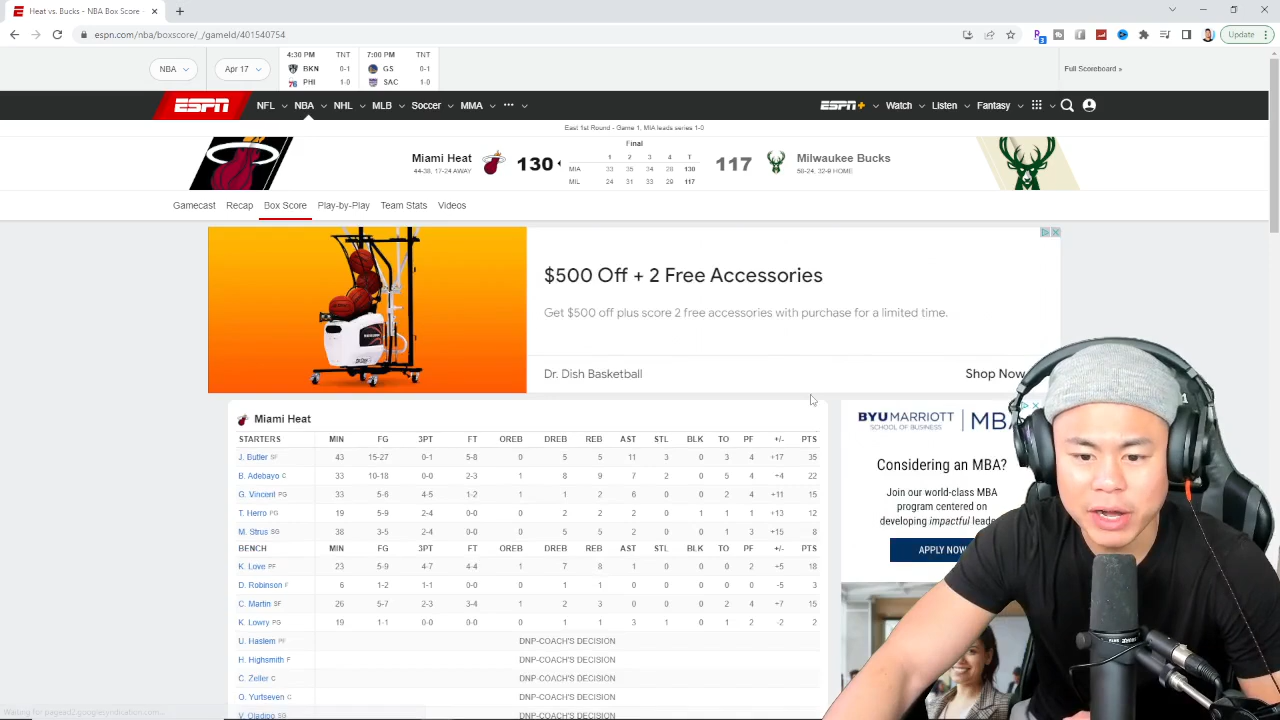 Heat vs. Bucks - NBA Box Score
espn.com/nba/boxscore/_/gameId/401540754
Update
NBA
Apr 17
4:30 PM TNT
BKN 0-1
PHI 1-0
7:00 PM TNT
GS 0-1
SAC 1-0
Full Scoreboard »
ESPN NFL NBA NHL MLB Soccer MMA ••• ESPN+ Watch Listen Fantasy
East 1st Round - Game 1, MIA leads series 1-0
Final
Miami Heat 130
44-38, 17-24 AWAY
1 2 3 4 T
MIA 33 35 34 28 130
MIL 24 31 33 29 117
117 Milwaukee Bucks
58-24, 32-9 HOME
Gamecast Recap Box Score Play-by-Play Team Stats Videos
$500 Off + 2 Free Accessories
Get $500 off plus score 2 free accessories with purchase for a limited time.
Dr. Dish Basketball
Shop Now
Miami Heat
STARTERS MIN FG 3PT FT OREB DREB REB AST STL BLK TO PF +/- PTS
J. Butler SF 43 15-27 0-1 5-8 0 5 5 11 3 0 3 4 +17 35
B. Adebayo C 33 10-18 0-0 2-3 1 8 9 7 2 0 5 4 +4 22
G. Vincent PG 33 5-6 4-5 1-2 1 1 2 6 0 0 2 4 +11 15
T. Herro PG 19 5-9 2-4 0-0 0 2 2 2 0 1 1 1 +13 12
M. Strus SG 38 3-5 2-4 0-0 0 5 5 2 0 0 1 3 +15 8
BENCH MIN FG 3PT FT OREB DREB REB AST STL BLK TO PF +/- PTS
K. Love PF 23 5-9 4-7 4-4 1 7 8 1 0 0 0 2 +5 18
D. Robinson F 6 1-2 1-1 0-0 0 1 1 0 0 0 0 0 -5 3
C. Martin SF 26 5-7 2-3 3-4 1 2 3 0 0 0 2 4 +7 15
K. Lowry PG 19 1-1 0-0 0-0 0 1 1 3 1 0 1 2 -2 2
U. Haslem PF DNP-COACH'S DECISION
H. Highsmith F DNP-COACH'S DECISION
C. Zeller C DNP-COACH'S DECISION
O. Yurtseven C DNP-COACH'S DECISION
V. Oladipo SG DNP-COACH'S DECISION
BYU MARRIOTT
SCHOOL OF BUSINESS
MBA
Considering an MBA?
Join our world-class MBA
program centered on
developing impactful
APPLY NOW
Waiting for pagead2.googlesyndication.com...